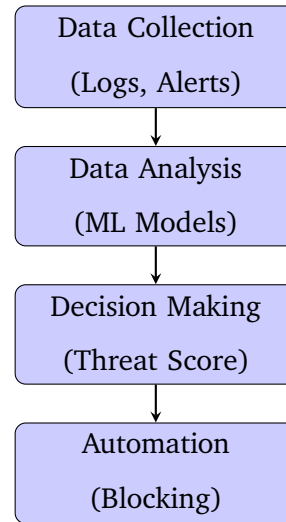 Data Collection
(Logs, Alerts)
Data Analysis
(ML Models)
Decision Making
(Threat Score)
Automation
(Blocking)